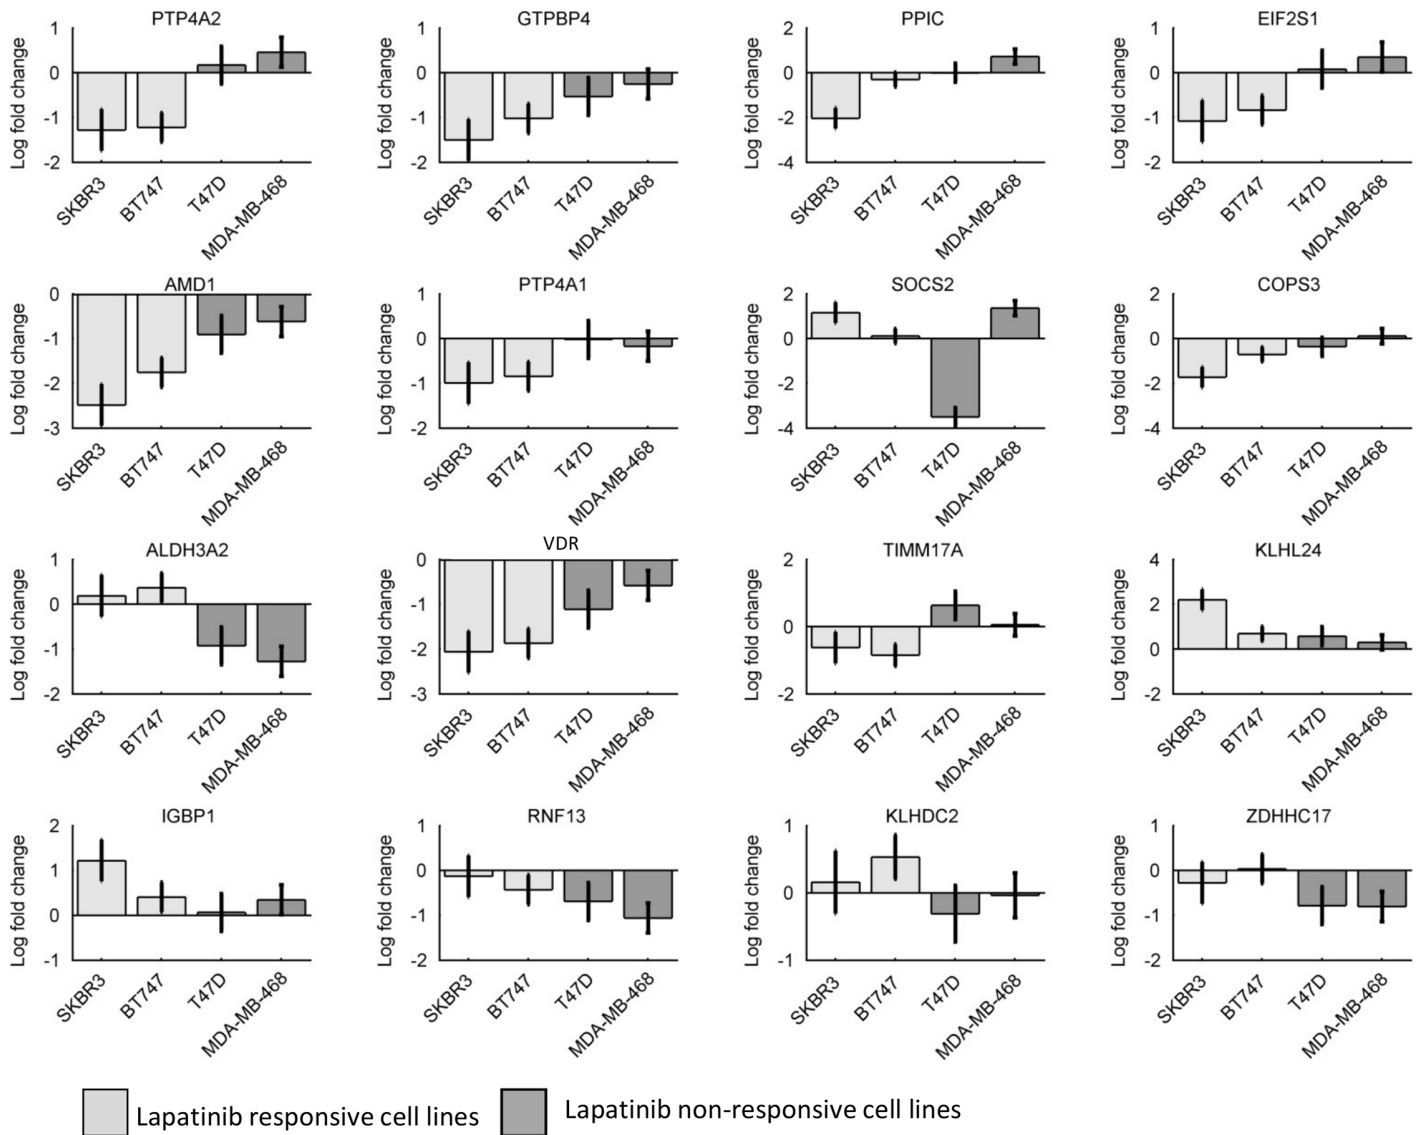 PTP4A2 GTPBP4 PPIC EIF2S1
Log fold change Log fold change Log fold change Log fold change
1 1 2 1
0 0 0 0
-1 -1 -2 -1
-2 -2 -4 -2
SKBR3 BT747 T47D MDA-MB-468 SKBR3 BT747 T47D MDA-MB-468 SKBR3 BT747 T47D MDA-MB-468 SKBR3 BT747 T47D MDA-MB-468
AMD1 PTP4A1 SOCS2 COPS3
Log fold change Log fold change Log fold change Log fold change
0 1 2 2
-1 0 0 0
-2 -1 -2 -2
-3 -2 -4 -4
SKBR3 BT747 T47D MDA-MB-468 SKBR3 BT747 T47D MDA-MB-468 SKBR3 BT747 T47D MDA-MB-468 SKBR3 BT747 T47D MDA-MB-468
ALDH3A2 VDR TIMM17A KLHL24
Log fold change Log fold change Log fold change Log fold change
1 0 2 4
0 -1 0 2
-1 -2 -2 0
-2 -3 -2
SKBR3 BT747 T47D MDA-MB-468 SKBR3 BT747 T47D MDA-MB-468 SKBR3 BT747 T47D MDA-MB-468 SKBR3 BT747 T47D MDA-MB-468
IGBP1 RNF13 KLHDC2 ZDHHC17
Log fold change Log fold change Log fold change Log fold change
2 1 1 1
1 0 0 0
0 -1 -1 -1
-1 -2 -2
SKBR3 BT747 T47D MDA-MB-468 SKBR3 BT747 T47D MDA-MB-468 SKBR3 BT747 T47D MDA-MB-468 SKBR3 BT747 T47D MDA-MB-468
Lapatinib responsive cell lines Lapatinib non-responsive cell lines